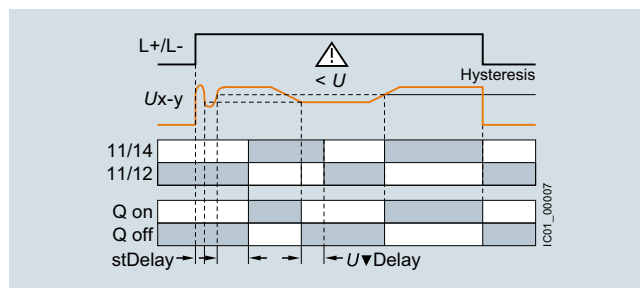 L+/L-
< U
Hysteresis
Ux-y
11/14
11/12
Q on
Q off
stDelay
U▼Delay
IC01_00007